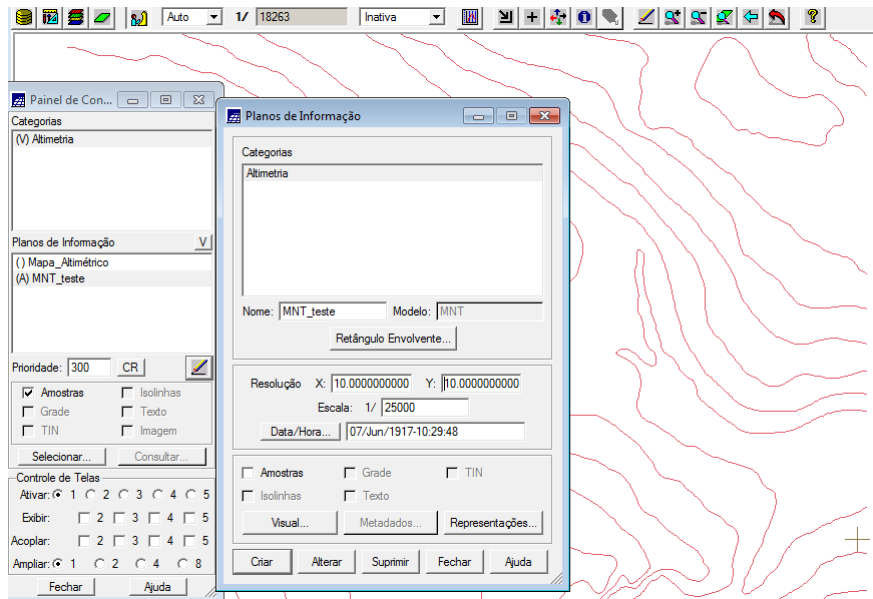 Auto 1/ 18263 Inativa
Painel de Con...
Categorias
(V) Altimetria
Planos de Informação V
( ) Mapa_Altimétrico
(A) MNT_teste
Prioridade: 300 CR
Amostras Isolinhas
Grade Texto
TIN Imagem
Selecionar... Consultar...
Controle de Telas
Ativar: 1 2 3 4 5
Exibir: 2 3 4 5
Acoplar: 2 3 4 5
Ampliar: 1 2 4 8
Fechar Ajuda
Planos de Informação
Categorias
Altimetria
Nome: MNT_teste Modelo: MNT
Retângulo Envolvente...
Resolução X: 10.0000000000 Y: 10.0000000000
Escala: 1/ 25000
Data/Hora... 07/Jun/1917-10:29:48
Amostras Grade TIN
Isolinhas Texto
Visual... Metadados... Representações...
Criar Alterar Suprimir Fechar Ajuda